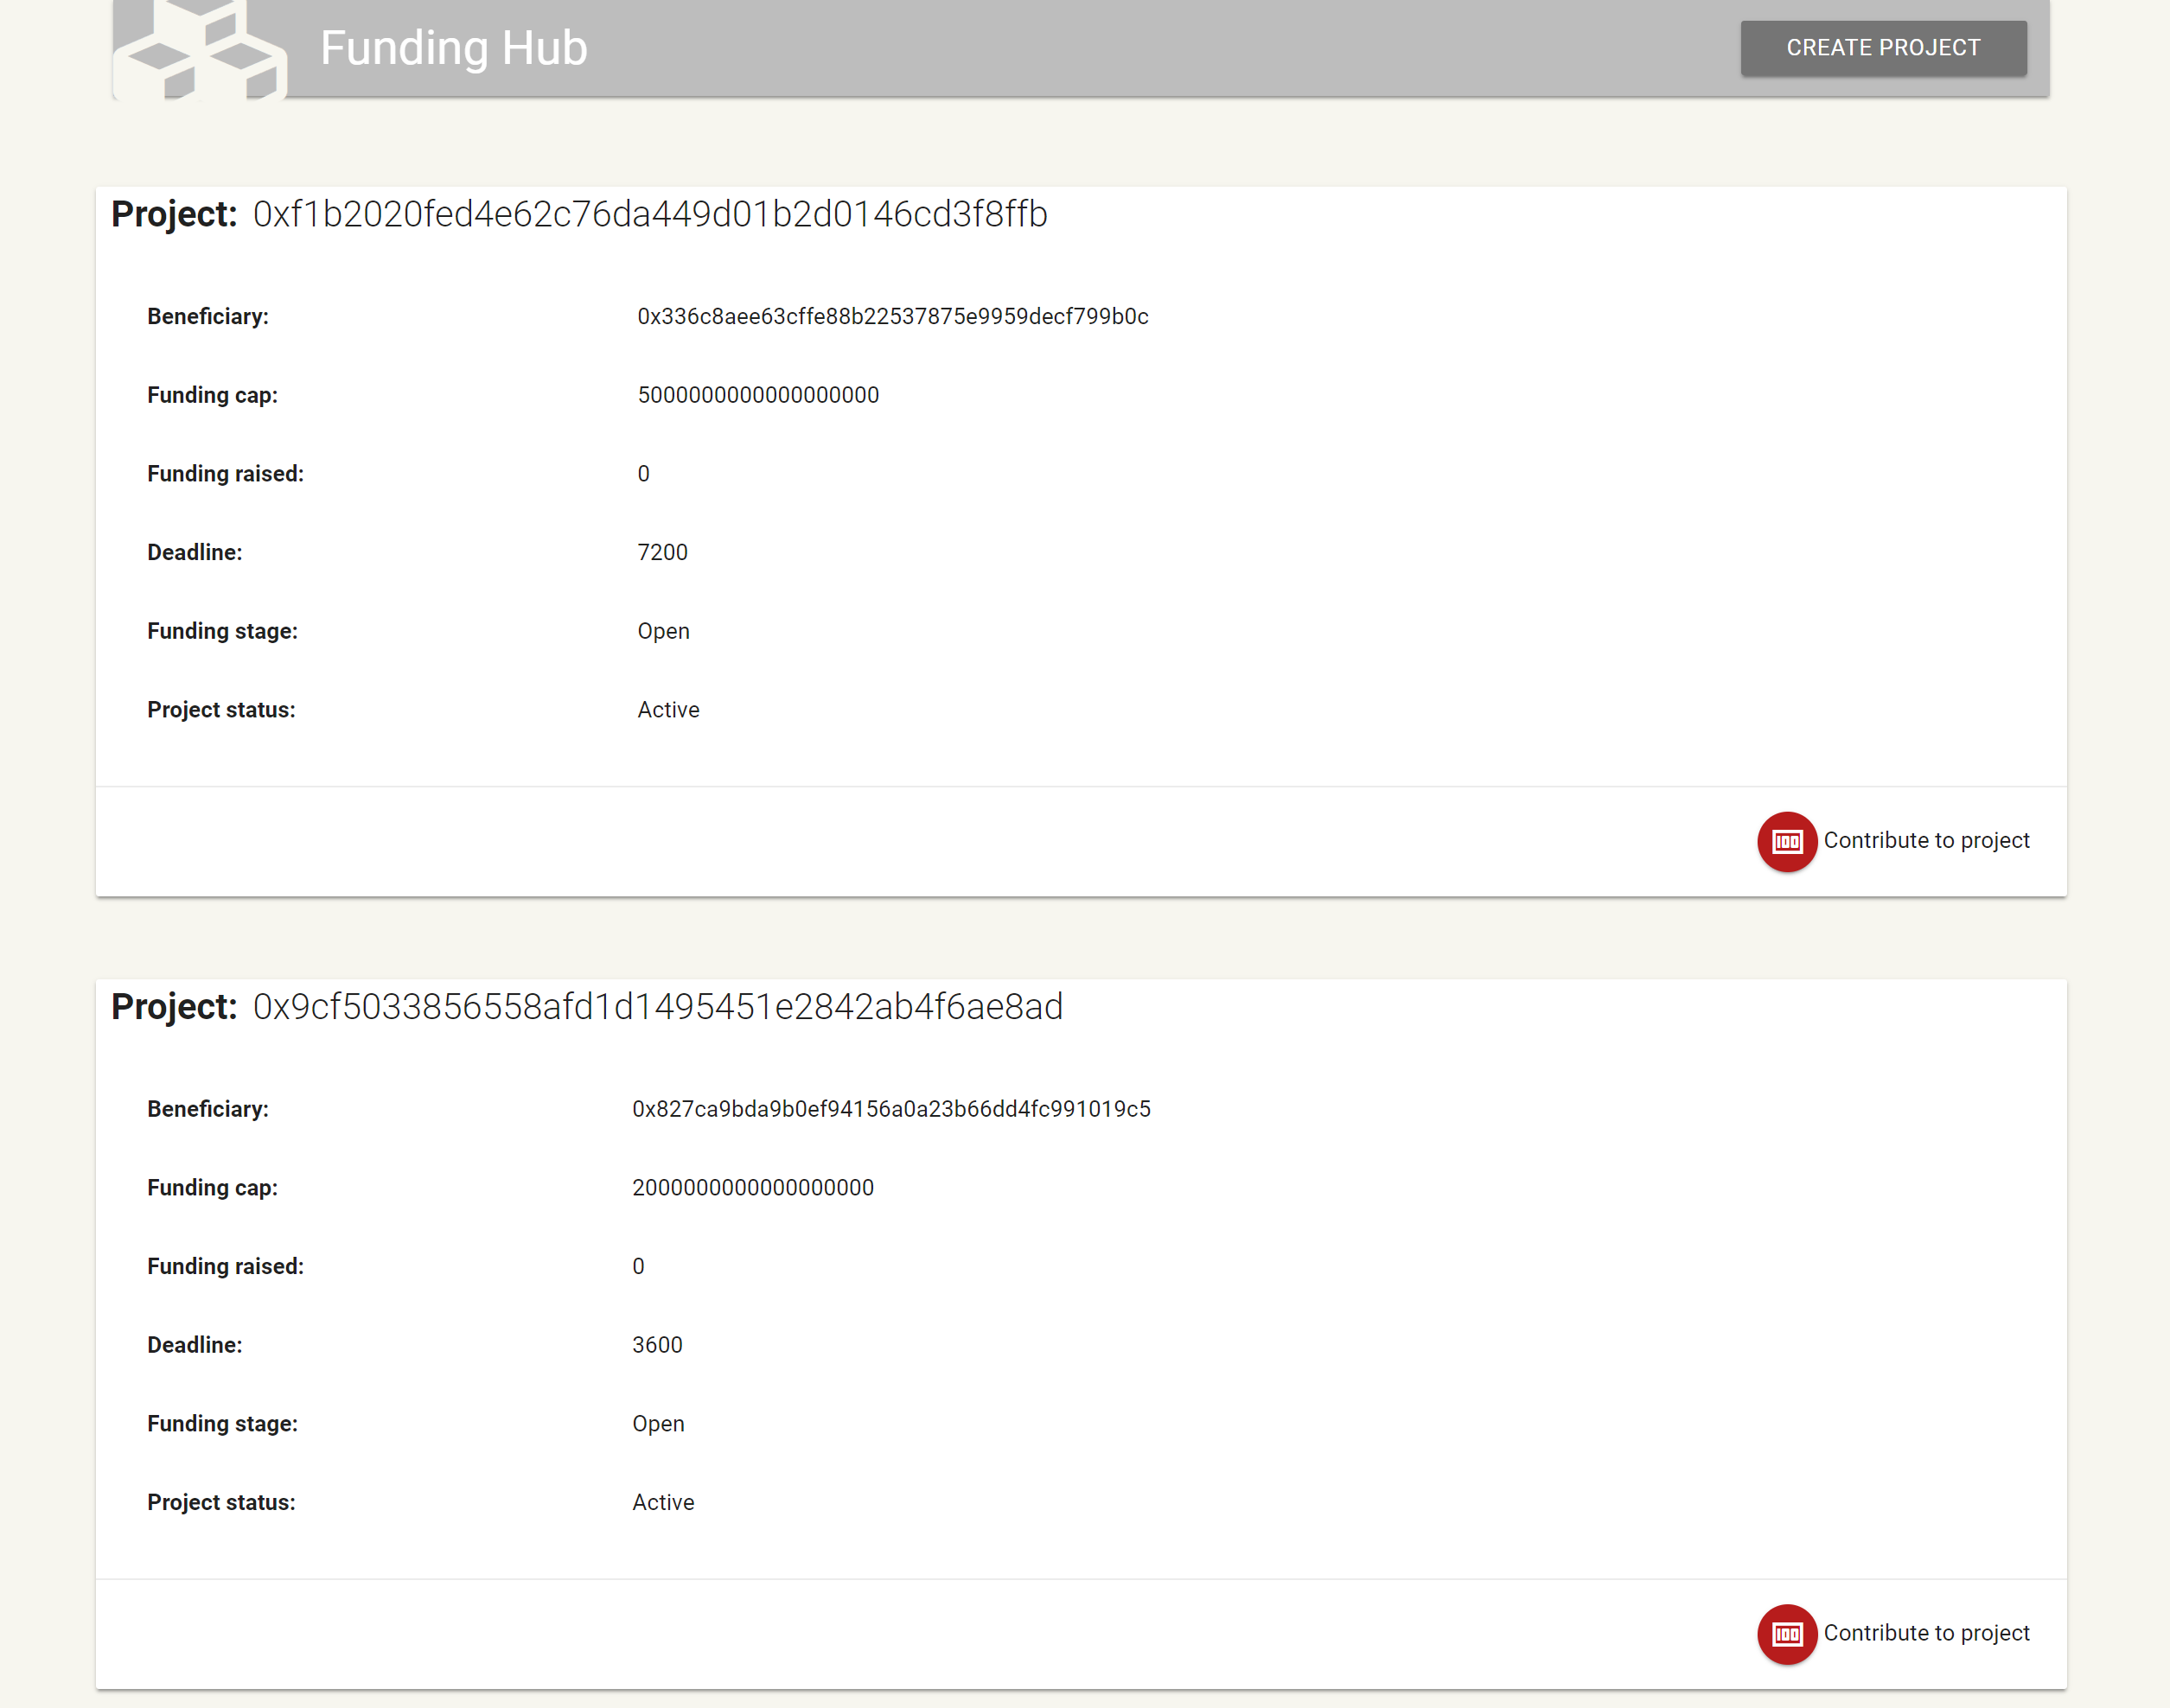 Funding Hub
CREATE PROJECT
Project: 0xf1b2020fed4e62c76da449d01b2d0146cd3f8ffb
Beneficiary: 0x336c8aee63cffe88b22537875e9959decf799b0c
Funding cap: 5000000000000000000
Funding raised: 0
Deadline: 7200
Funding stage: Open
Project status: Active
100 Contribute to project
Project: 0x9cf5033856558afd1d1495451e2842ab4f6ae8ad
Beneficiary: 0x827ca9bda9b0ef94156a0a23b66dd4fc991019c5
Funding cap: 2000000000000000000
Funding raised: 0
Deadline: 3600
Funding stage: Open
Project status: Active
100 Contribute to project